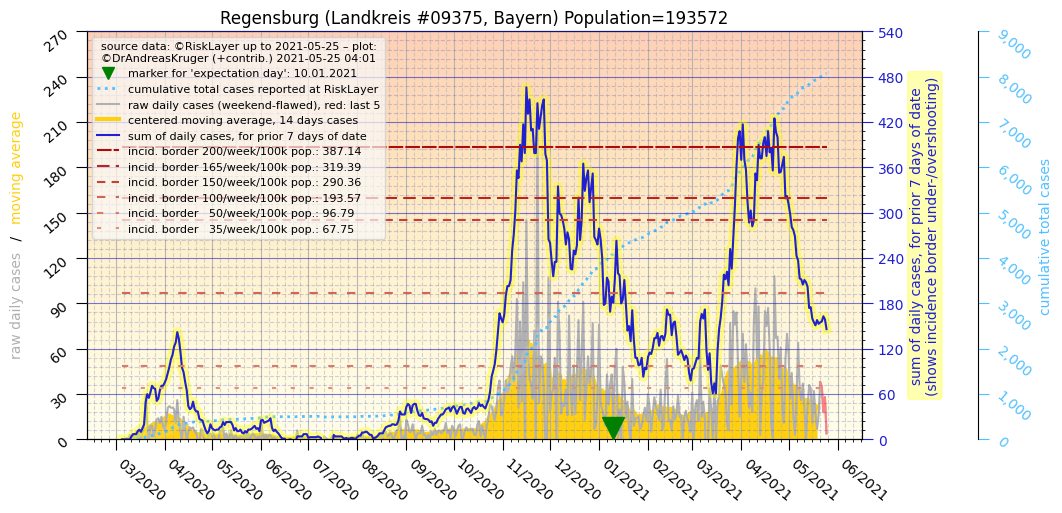 Regensburg (Landkreis #09375, Bayern) Population=193572
source data: ©RiskLayer up to 2021-05-25 – plot:
©DrAndreasKruger (+contrib.) 2021-05-25 04:01
marker for 'expectation day': 10.01.2021
cumulative total cases reported at RiskLayer
raw daily cases (weekend-flawed), red: last 5
centered moving average, 14 days cases
sum of daily cases, for prior 7 days of date
incid. border 200/week/100k pop.: 387.14
incid. border 165/week/100k pop.: 319.39
incid. border 150/week/100k pop.: 290.36
incid. border 100/week/100k pop.: 193.57
incid. border   50/week/100k pop.: 96.79
incid. border   35/week/100k pop.: 67.75
raw daily cases / moving average
270
240
210
180
150
120
90
60
30
0
03/2020
04/2020
05/2020
06/2020
07/2020
08/2020
09/2020
10/2020
11/2020
12/2020
01/2021
02/2021
03/2021
04/2021
05/2021
06/2021
540
480
420
360
300
240
180
120
60
0
sum of daily cases, for prior 7 days of date
(shows incidence border under-/overshooting)
9,000
8,000
7,000
6,000
5,000
4,000
3,000
2,000
1,000
0
cumulative total cases